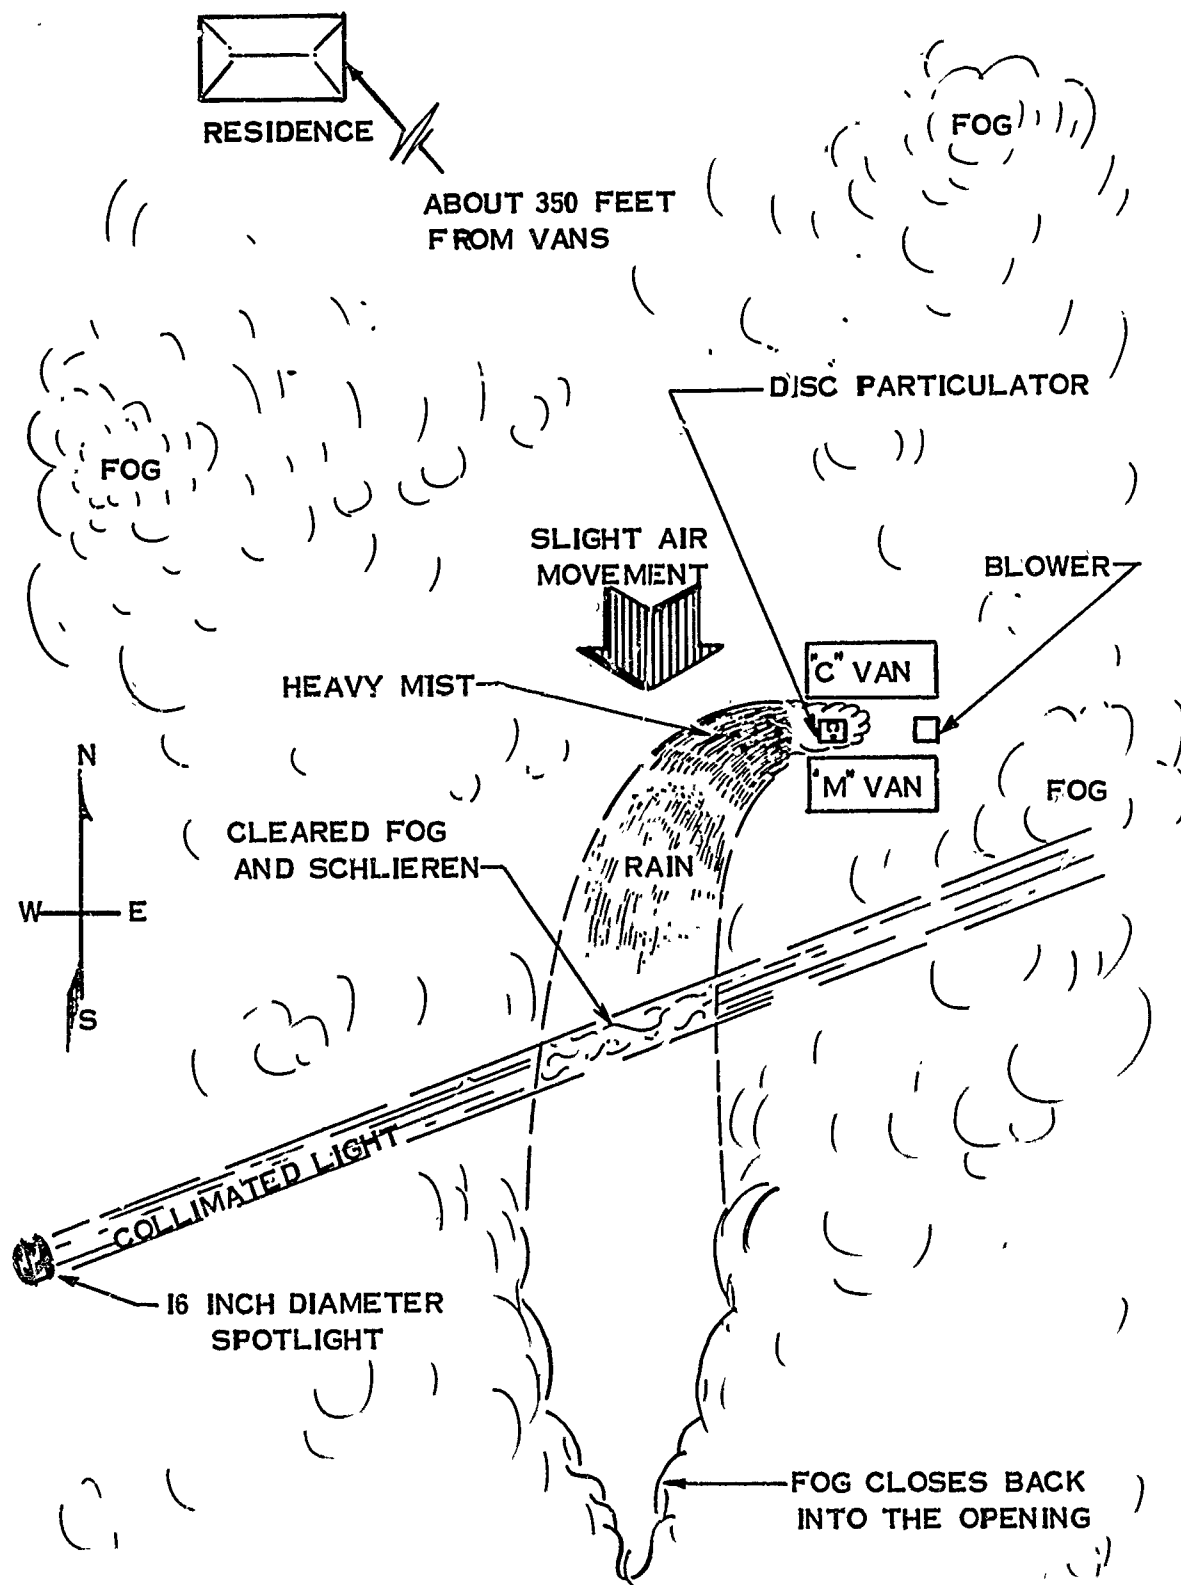 RESIDENCE
FOG
ABOUT 350 FEET
FROM VANS
DISC PARTICULATOR
FOG
SLIGHT AIR
MOVEMENT
BLOWER
"C" VAN
HEAVY MIST
"M" VAN
FOG
N
W E
S
CLEARED FOG
AND SCHLIEREN
RAIN
COLLIMATED LIGHT
16 INCH DIAMETER
SPOTLIGHT
FOG CLOSES BACK
INTO THE OPENING